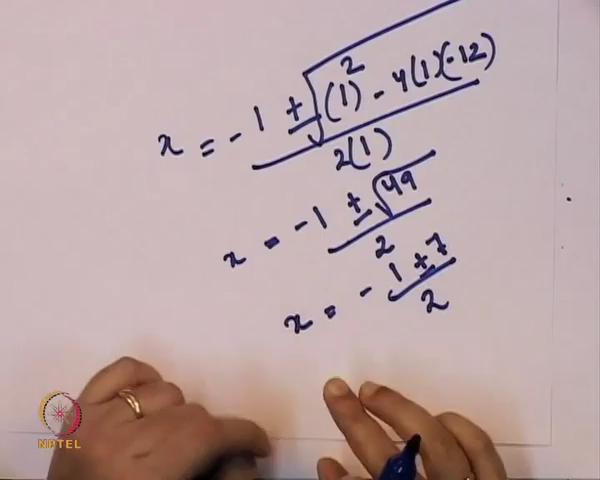 x = -1 ± √(1)² - 4(1)(-12) / 2(1)
x = -1 ± √49 / 2
x = -1 ± 7 / 2
NPTEL